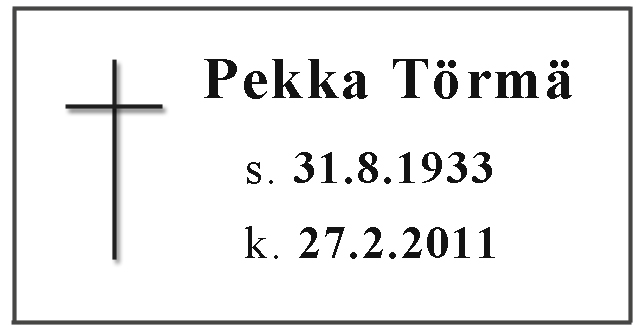 Pekka Törmä
s. 31.8.1933
k. 27.2.2011